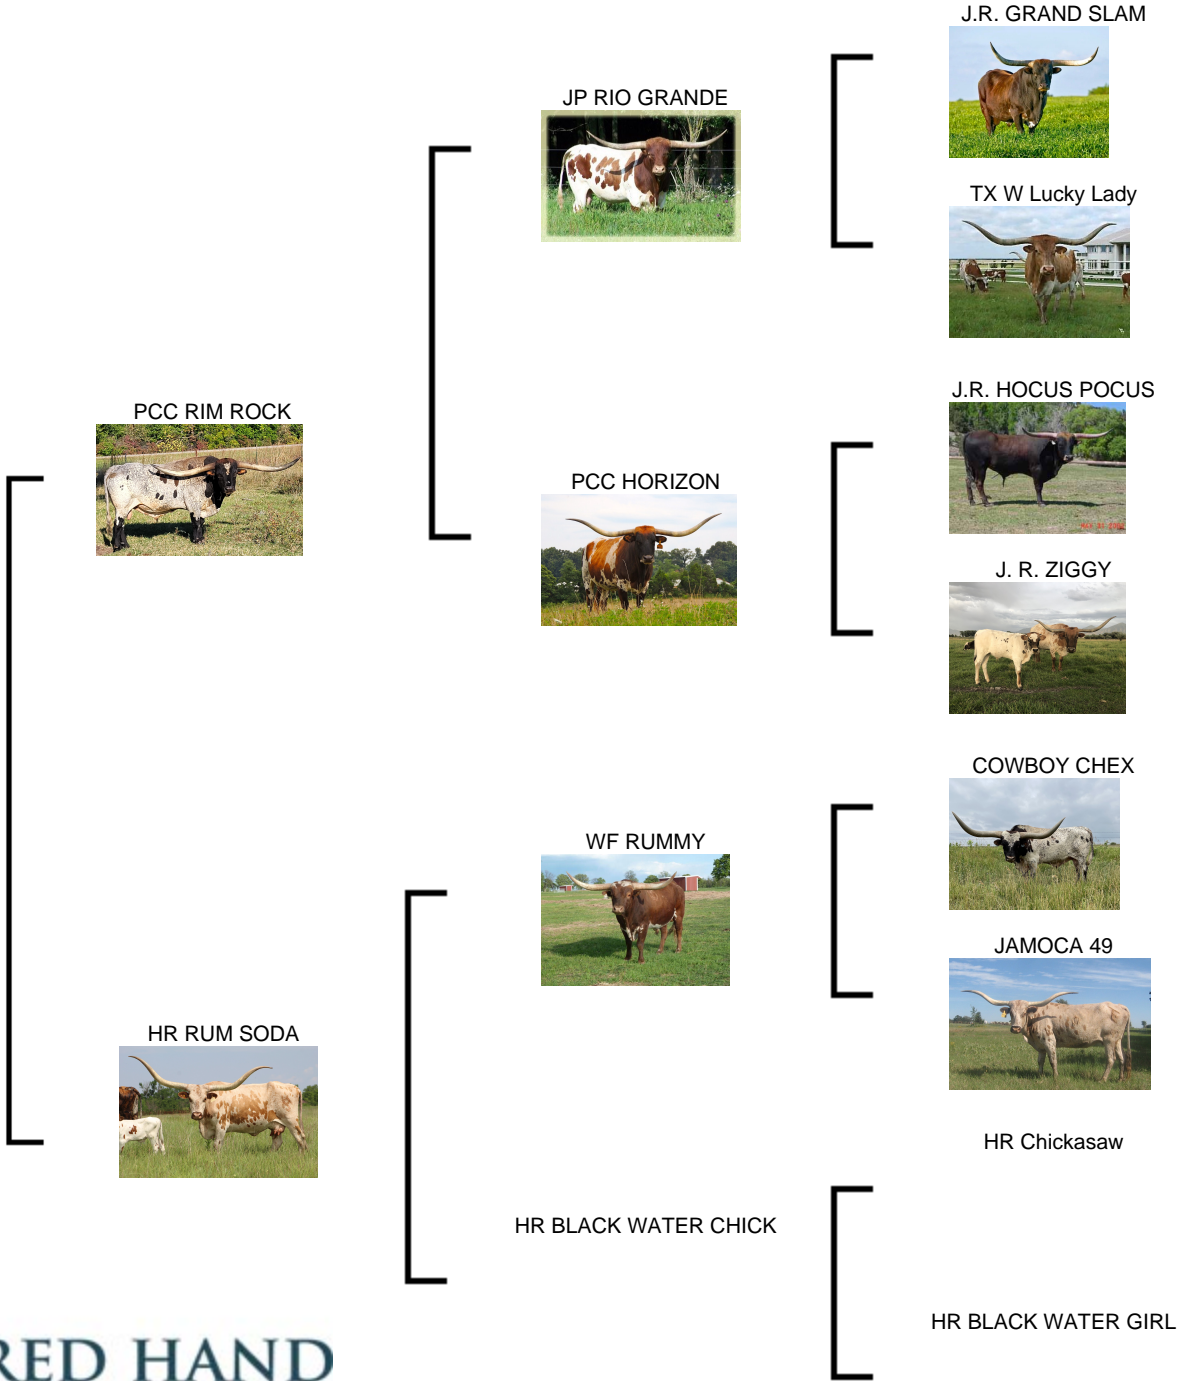 J.R. GRAND SLAM
JP RIO GRANDE
TX W Lucky Lady
J.R. HOCUS POCUS
PCC RIM ROCK
PCC HORIZON
J. R. ZIGGY
COWBOY CHEX
WF RUMMY
JAMOCA 49
HR RUM SODA
HR Chickasaw
HR BLACK WATER CHICK
HR BLACK WATER GIRL
RED HAND